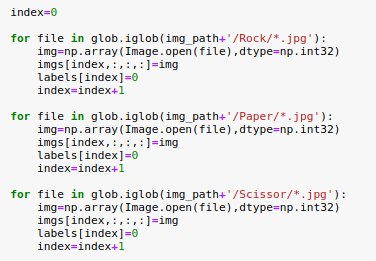 index=0
for file in glob.iglob(img_path+'/Rock/*.jpg'):
    img=np.array(Image.open(file),dtype=np.int32)
    imgs[index,:,:,:]=img
    labels[index]=0
    index=index+1
for file in glob.iglob(img_path+'/Paper/*.jpg'):
    img=np.array(Image.open(file),dtype=np.int32)
    imgs[index,:,:,:]=img
    labels[index]=0
    index=index+1
for file in glob.iglob(img_path+'/Scissor/*.jpg'):
    img=np.array(Image.open(file),dtype=np.int32)
    imgs[index,:,:,:]=img
    labels[index]=0
    index=index+1